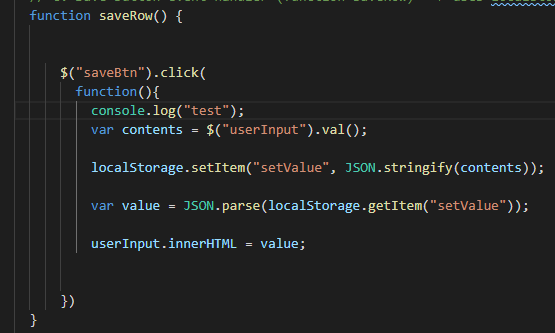 function saveRow() {
$("saveBtn").click(
function(){
console.log("test");
var contents = $("userInput").val();
localStorage.setItem("setValue", JSON.stringify(contents));
var value = JSON.parse(localStorage.getItem("setValue"));
userInput.innerHTML = value;
})
}